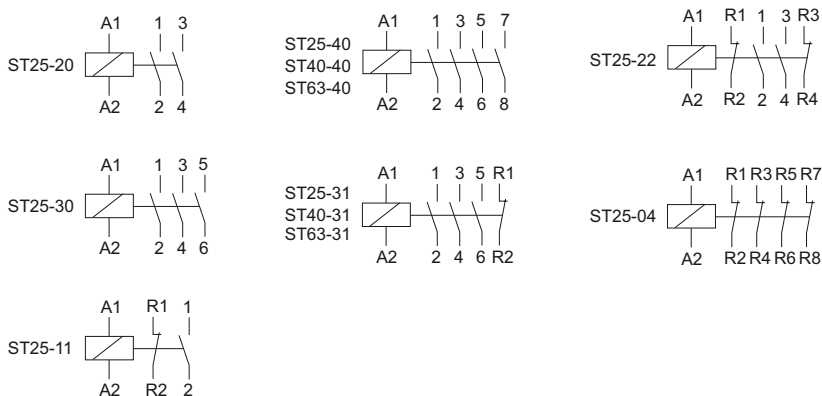 A1 1 3
ST25-20
A2 2 4
A1 1 3 5 7
ST25-40
ST40-40
ST63-40
A2 2 4 6 8
A1 R1 1 3 R3
ST25-22
A2 R2 2 4 R4
A1 1 3 5
ST25-30
A2 2 4 6
A1 1 3 5 R1
ST25-31
ST40-31
ST63-31
A2 2 4 6 R2
A1 R1 R3 R5 R7
ST25-04
A2 R2 R4 R6 R8
A1 R1 1
ST25-11
A2 R2 2